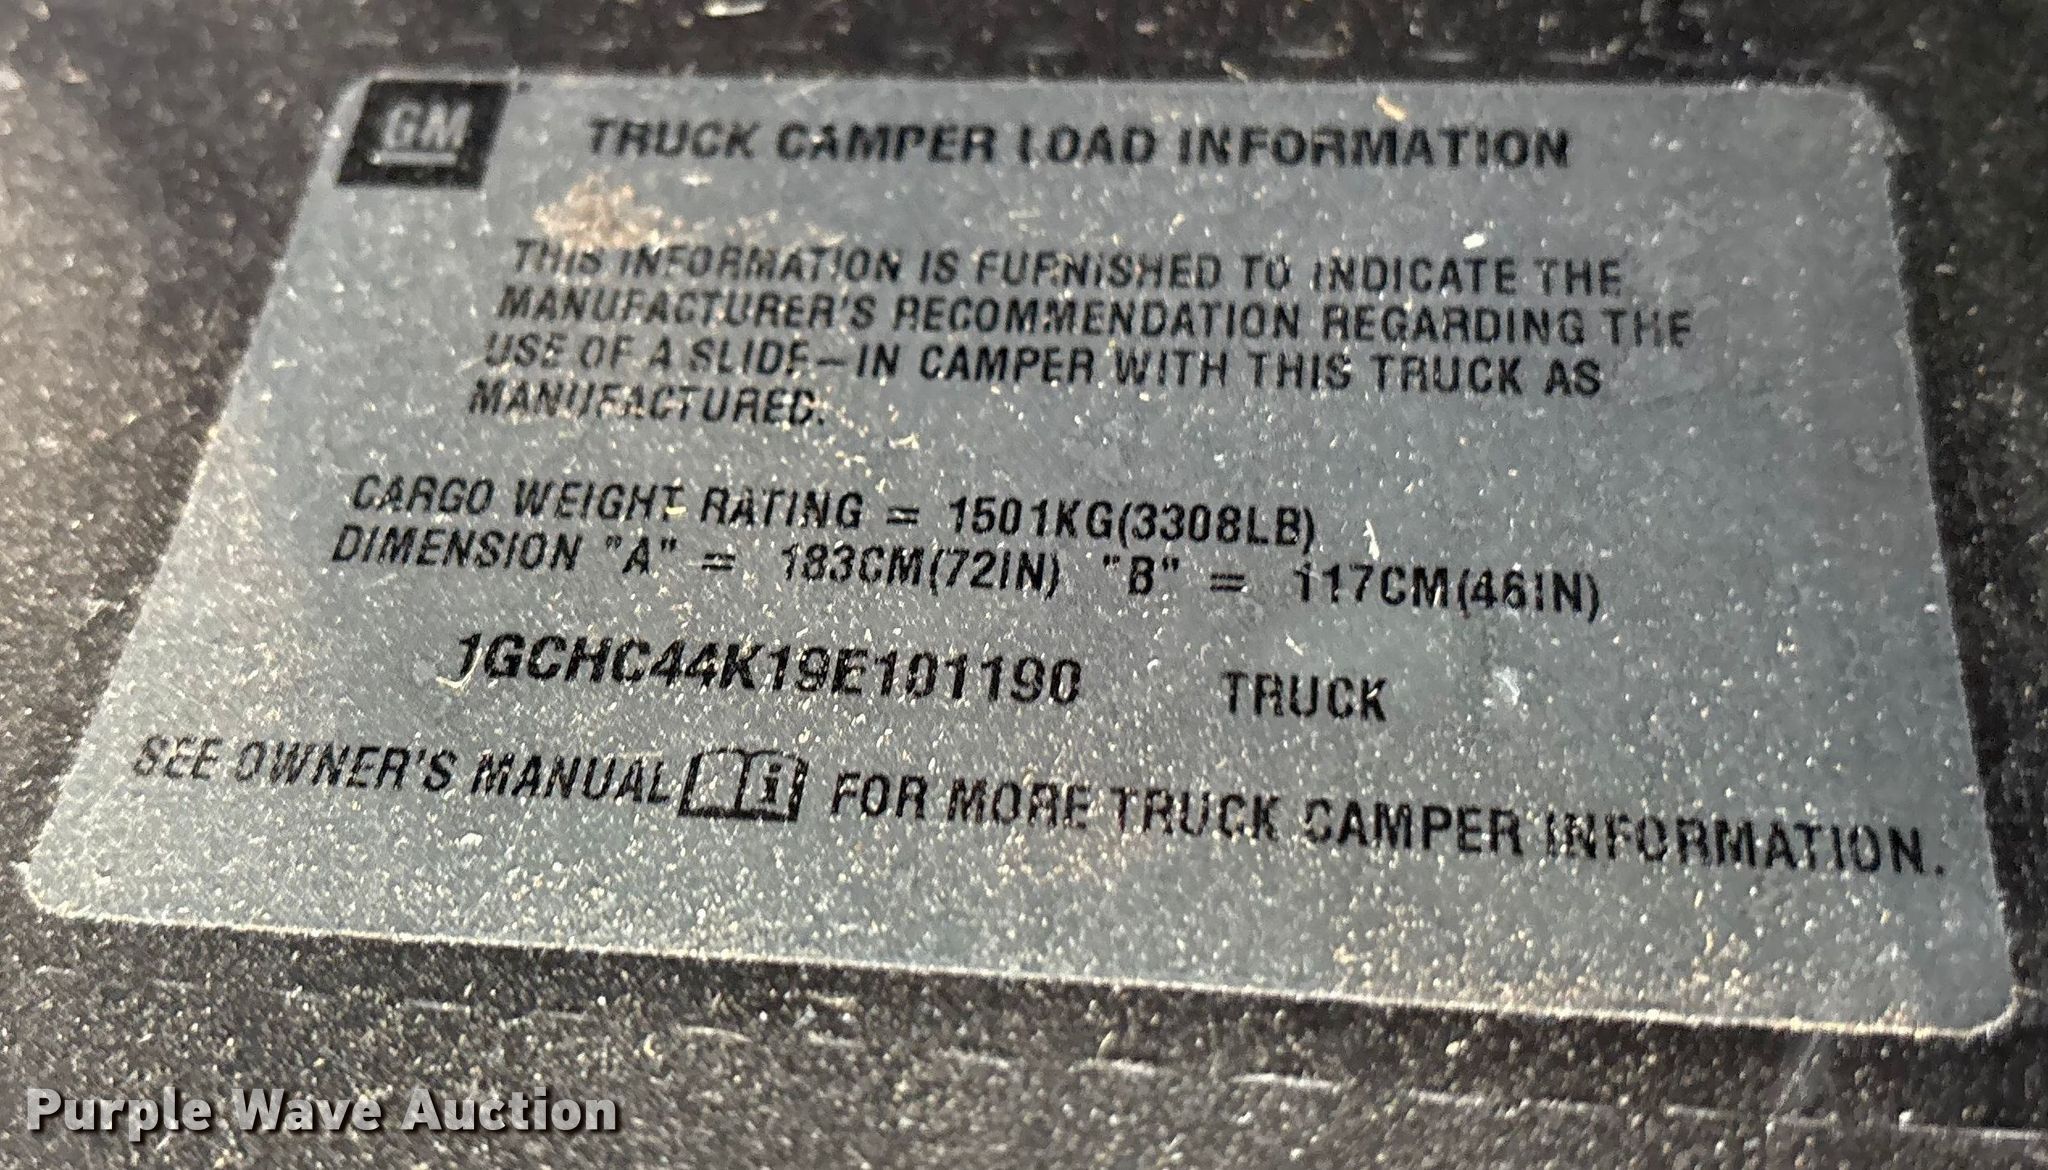 GM
TRUCK CAMPER LOAD INFORMATION
THIS INFORMATION IS FURNISHED TO INDICATE THE
MANUFACTURER'S RECOMMENDATION REGARDING THE
USE OF A SLIDE-IN CAMPER WITH THIS TRUCK AS
MANUFACTURED.
CARGO WEIGHT RATING = 1501KG(3308LB)
DIMENSION "A" = 183CM(72IN) "B" = 117CM(46IN)
1GCHC44K19E101190 TRUCK
SEE OWNER'S MANUAL i FOR MORE TRUCK CAMPER INFORMATION.
Purple Wave Auction